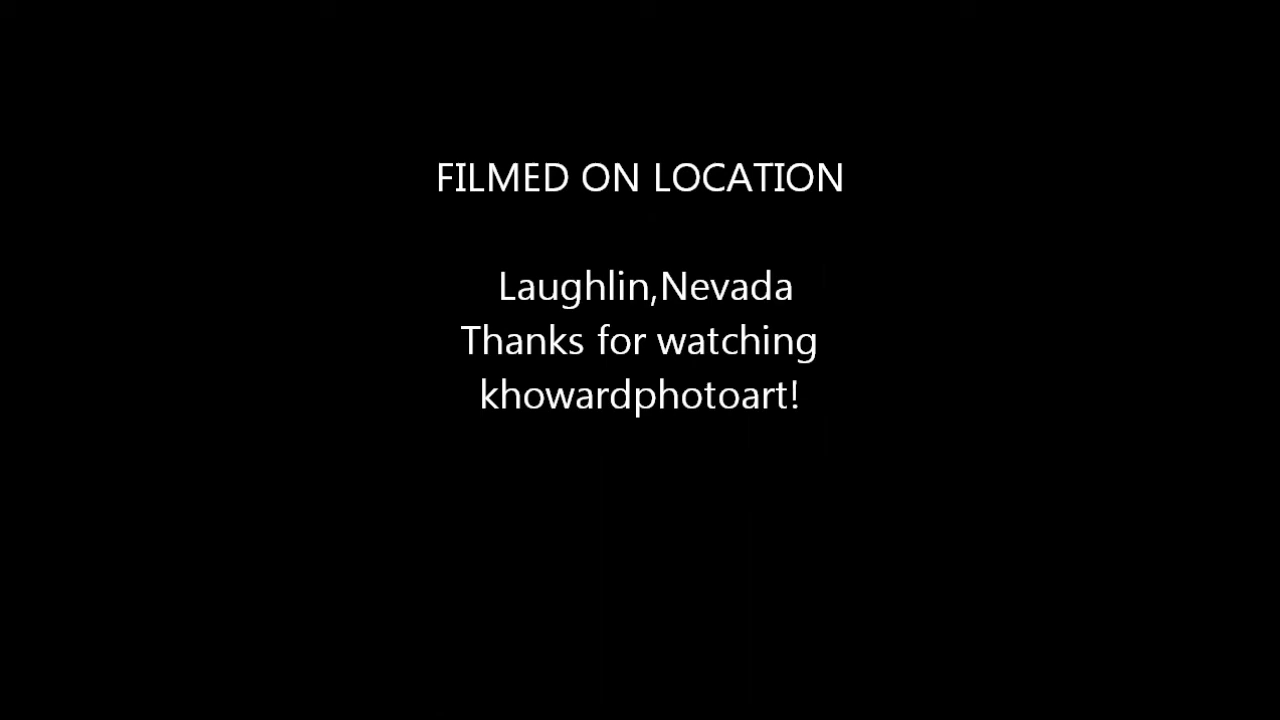 FILMED ON LOCATION
Laughlin,Nevada
Thanks for watching
khowardphotoart!